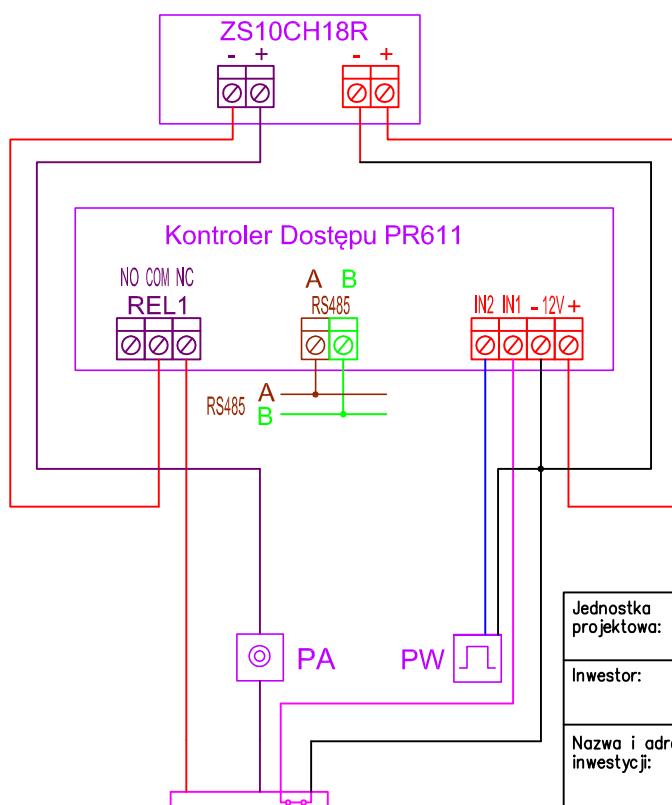 ZS10CH18R
- + - +
Kontroler Dostępu PR611
NO COM NC
REL1
A B
RS485
IN2 IN1 - 12V +
RS485 A
B
PA
PW
Jednostka
projektowa:
Inwestor:
Nazwa i adr
inwestycji: